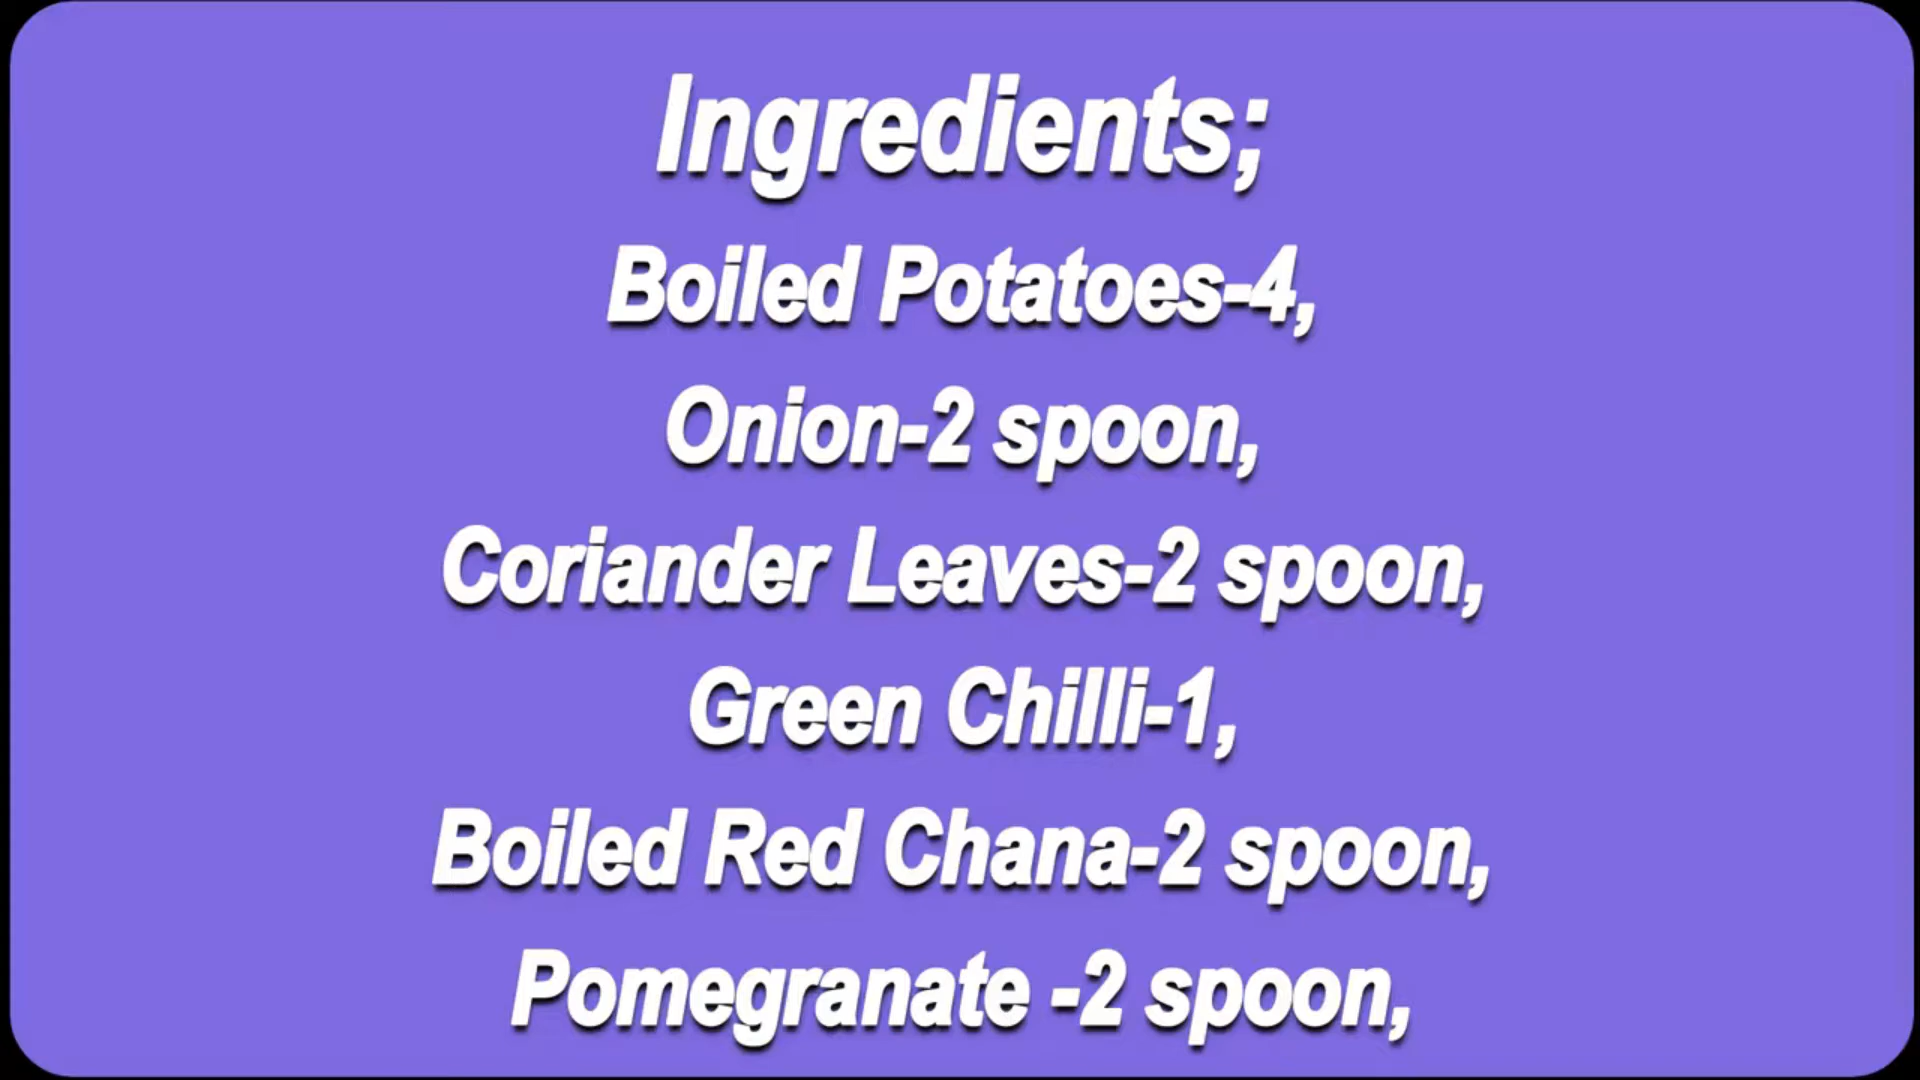 Ingredients;
Boiled Potatoes-4,
Onion-2 spoon,
Coriander Leaves-2 spoon,
Green Chilli-1,
Boiled Red Chana-2 spoon,
Pomegranate -2 spoon,